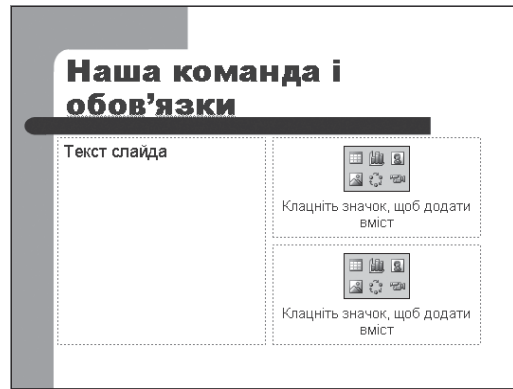 Наша команда і
обов’язки
Текст слайда
Клацніть значок, щоб додати
вміст
Клацніть значок, щоб додати
вміст